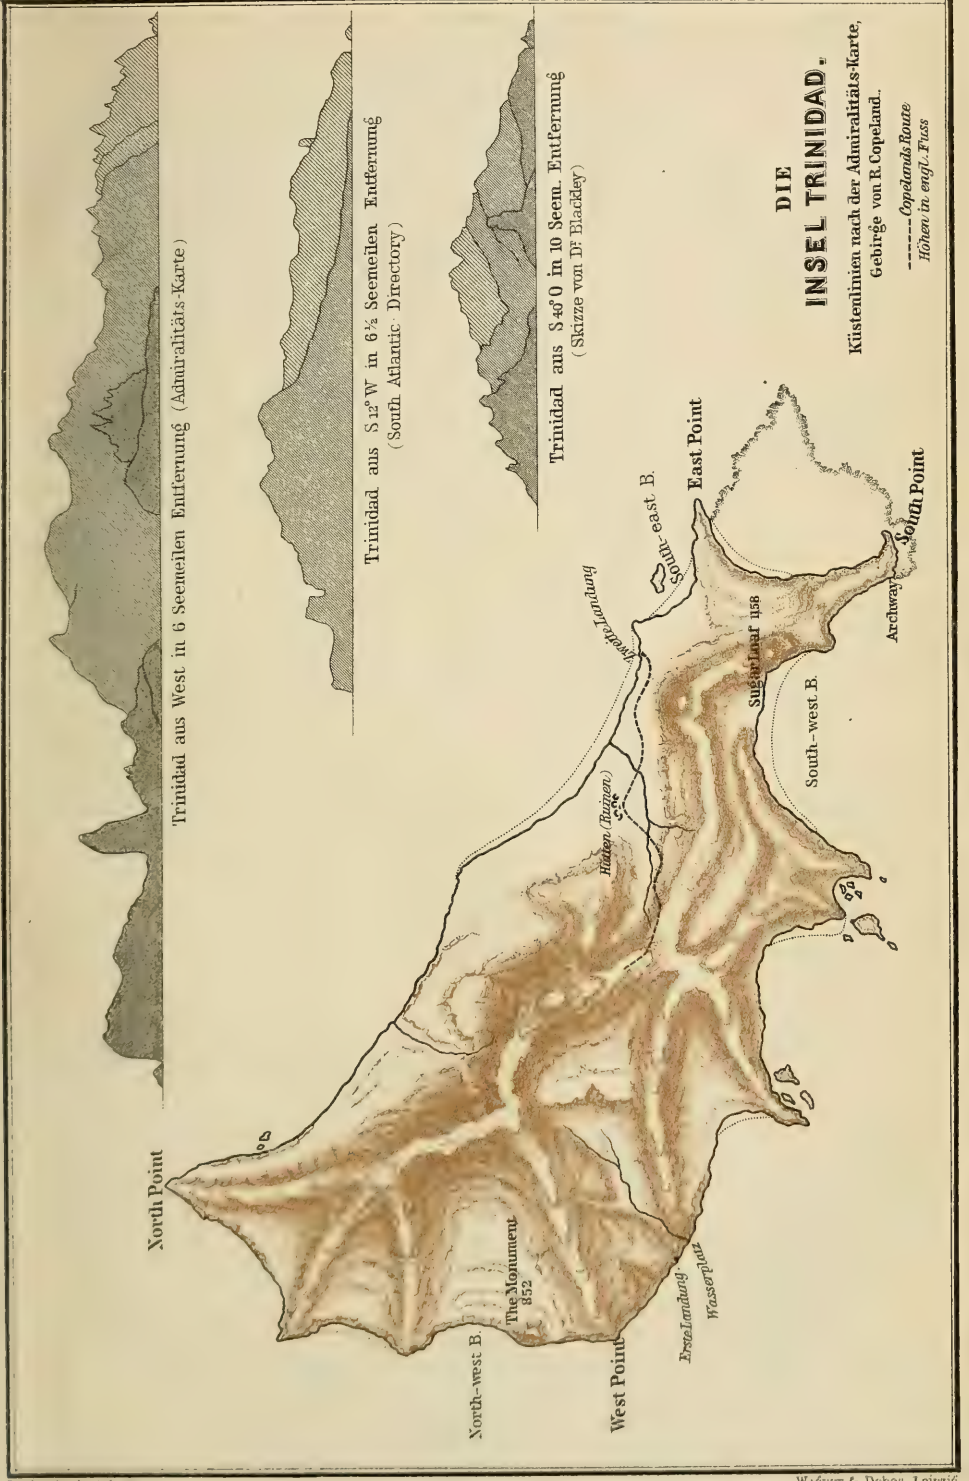 Trinidad aus West in 6 Seemeilen Entfernung (Admiralitäts-Karte)
Trinidad aus S 12° W in 6½ Seemeilen Entfernung
(South Atlantic Directory)
Trinidad aus S 40° O in 10 Seem. Entfernung
(Skizze von Dr. Blackley)
DIE
INSEL TRINIDAD.
Küstenlinien nach der Admiralitäts-Karte,
Gebirge von R. Copeland.
Copelands Route
Höhen in engl. Fuss
North Point
North-west B.
The Monument
852
West Point
Erste Landung
Wasserplatz
Hütten (Ruinen)
Zweite Landung
South-east B.
East Point
Sugar Loaf 1158
South-west B.
Archway
South Point
Leipzig